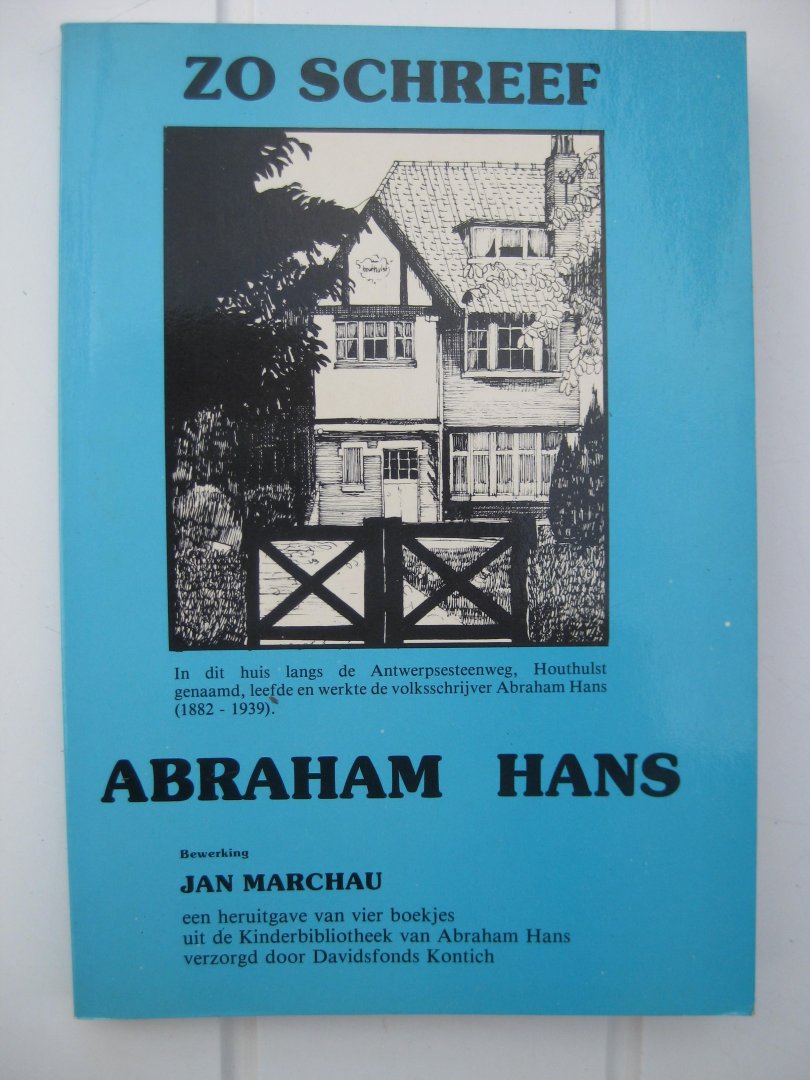 ZO SCHREEF
Houthulst
In dit huis langs de Antwerpsesteenweg, Houthulst
genaamd, leefde en werkte de volksschrijver Abraham Hans
(1882 - 1939).
ABRAHAM HANS
Bewerking
JAN MARCHAU
een heruitgave van vier boekjes
uit de Kinderbibliotheek van Abraham Hans
verzorgd door Davidsfonds Kontich